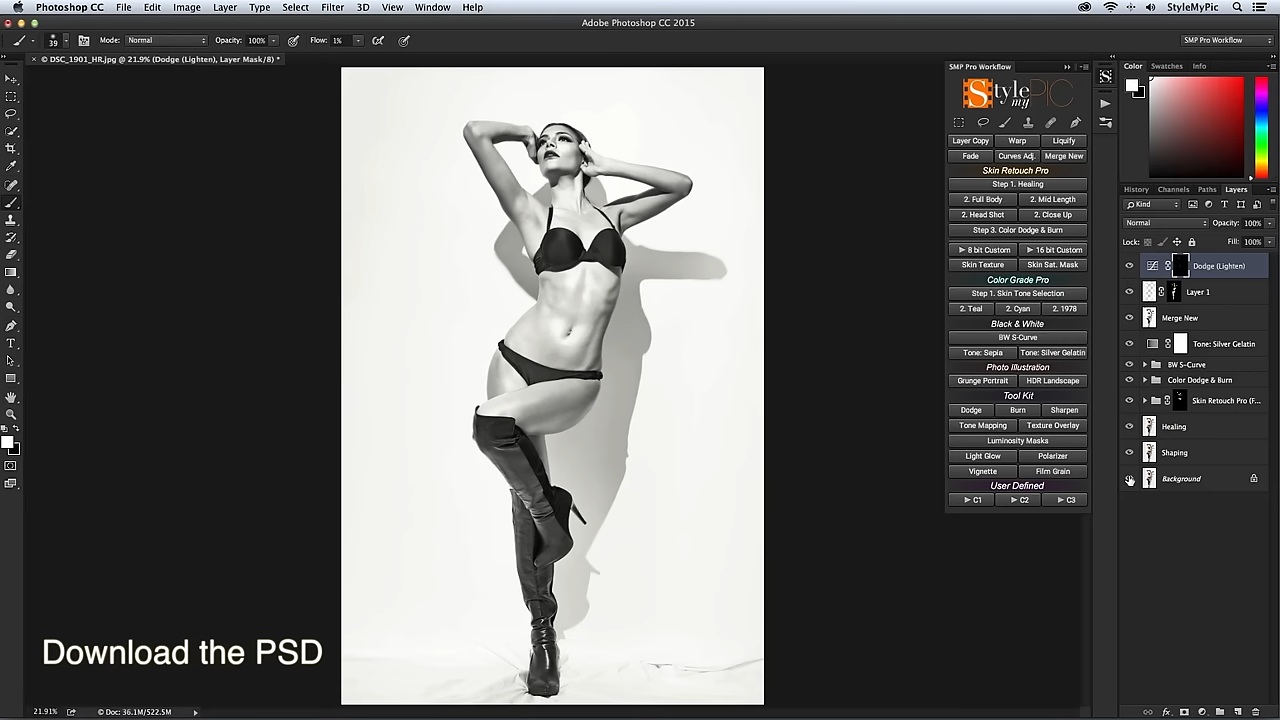 Photoshop CC File Edit Image Layer Type Select Filter 3D View Window Help StyleMyPic
Adobe Photoshop CC 2015
39 Mode: Normal Opacity: 100% Flow: 1% SMP Pro Workflow
× © DSC_1901_HR.jpg @ 21.9% (Dodge (Lighten), Layer Mask/8) *
SMP Pro Workflow
Style my PIC
Layer Copy Warp Liquify
Fade Curves Adj. Merge New
Skin Retouch Pro
Step 1. Healing
2. Full Body 2. Mid Length
2. Head Shot 2. Close Up
Step 3. Color Dodge & Burn
8 bit Custom 16 bit Custom
Skin Texture Skin Sat. Mask
Color Grade Pro
Step 1. Skin Tone Selection
2. Teal 2. Cyan 2. 1978
Black & White
BW S-Curve
Tone: Sepia Tone: Silver Gelatin
Photo Illustration
Grunge Portrait HDR Landscape
Tool Kit
Dodge Burn Sharpen
Tone Mapping Texture Overlay
Luminosity Masks
Light Glow Polarizer
Vignette Film Grain
User Defined
C1 C2 C3
Color Swatches Info
History Channels Paths Layers
Kind
Normal Opacity: 100%
Lock: Fill: 100%
Dodge (Lighten)
Layer 1
Merge New
Tone: Silver Gelatin
BW S-Curve
Color Dodge & Burn
Skin Retouch Pro (F...
Healing
Shaping
Background
Download the PSD
21.91% © Doc: 36.1M/522.5M